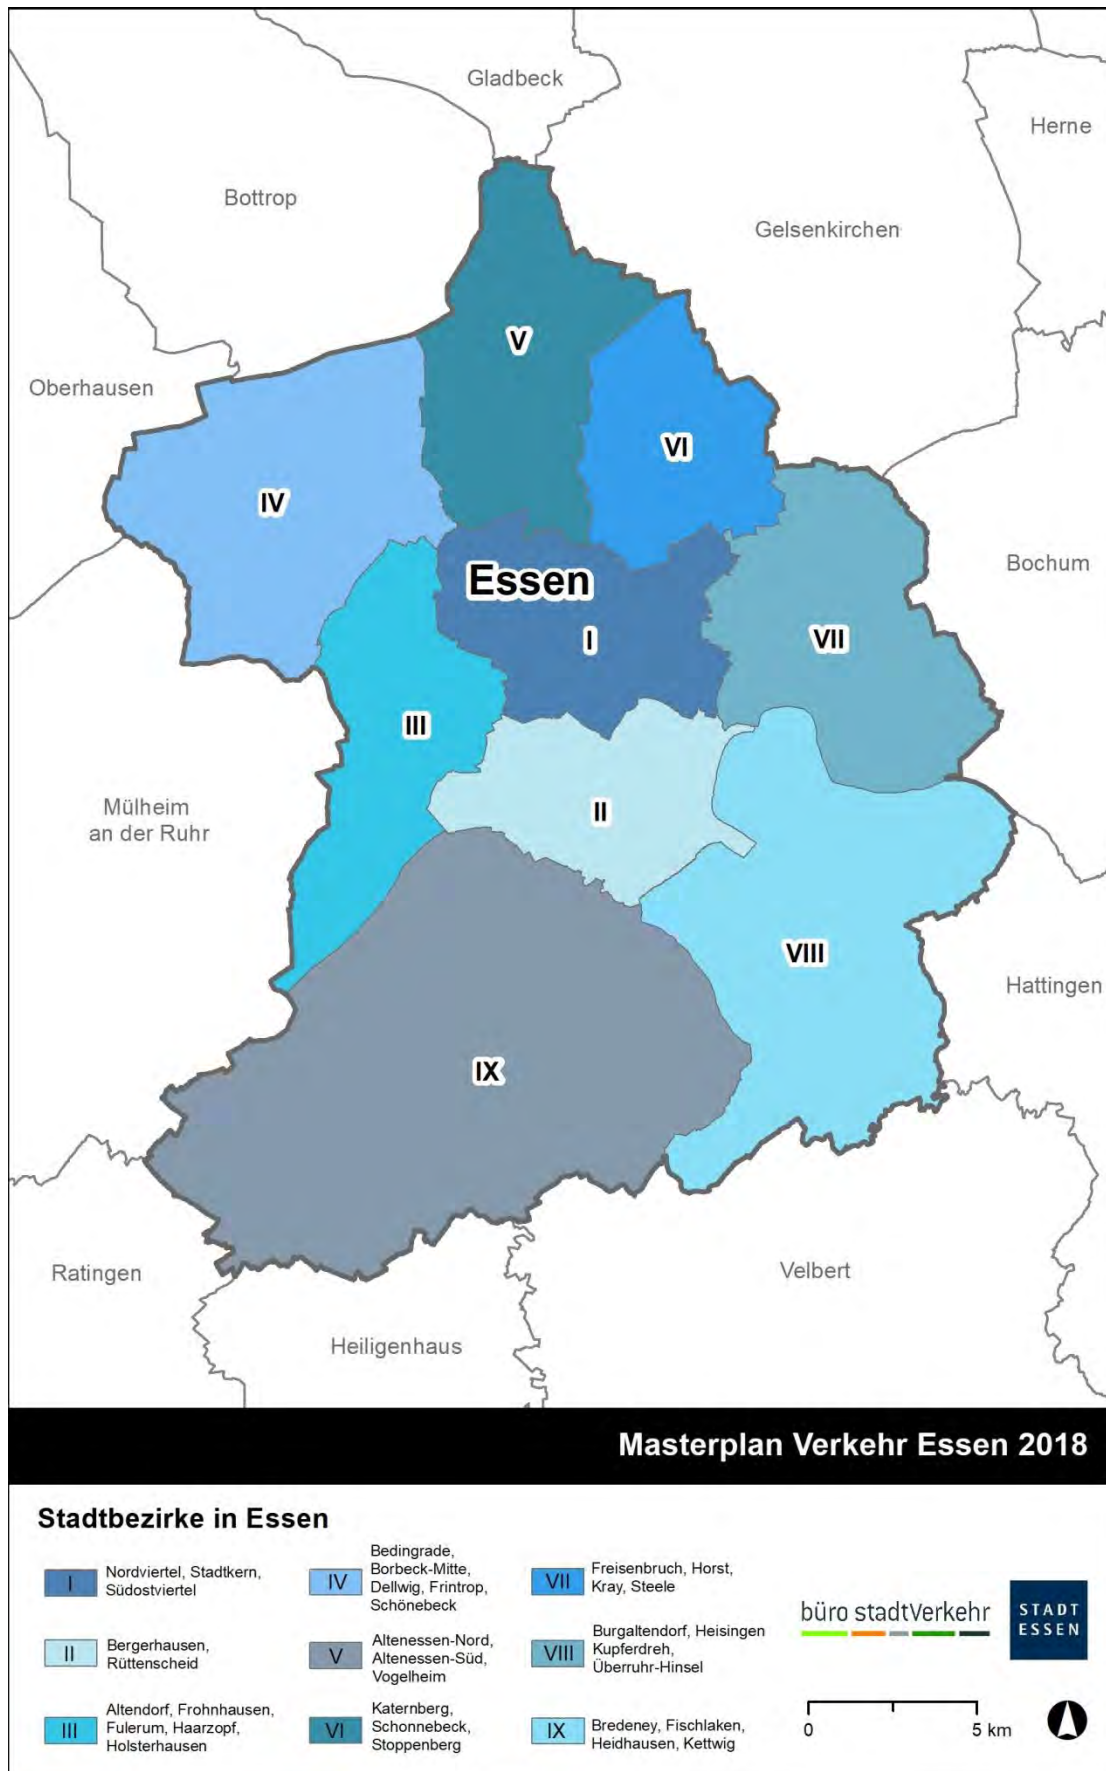 Gladbeck
Herne
Bottrop
Gelsenkirchen
V
Oberhausen
VI
IV
Bochum
Essen
I
VII
III
Mülheim
an der Ruhr
II
VIII
Hattingen
IX
Ratingen
Velbert
Heiligenhaus
Masterplan Verkehr Essen 2018
Stadtbezirke in Essen
I
Nordviertel, Stadtkern,
Südostviertel
II
Bergerhausen,
Rüttenscheid
III
Altendorf, Frohnhausen,
Fulerum, Haarzopf,
Holsterhausen
IV
Bedingrade,
Borbeck-Mitte,
Dellwig, Frintrop,
Schönebeck
V
Altenessen-Nord,
Altenessen-Süd,
Vogelheim
VI
Katernberg,
Schonnebeck,
Stoppenberg
VII
Freisenbruch, Horst,
Kray, Steele
VIII
Burgaltendorf, Heisingen
Kupferdreh,
Überruhr-Hinsel
IX
Bredeney, Fischlaken,
Heidhausen, Kettwig
büro stadtVerkehr
STADT
ESSEN
0 5 km